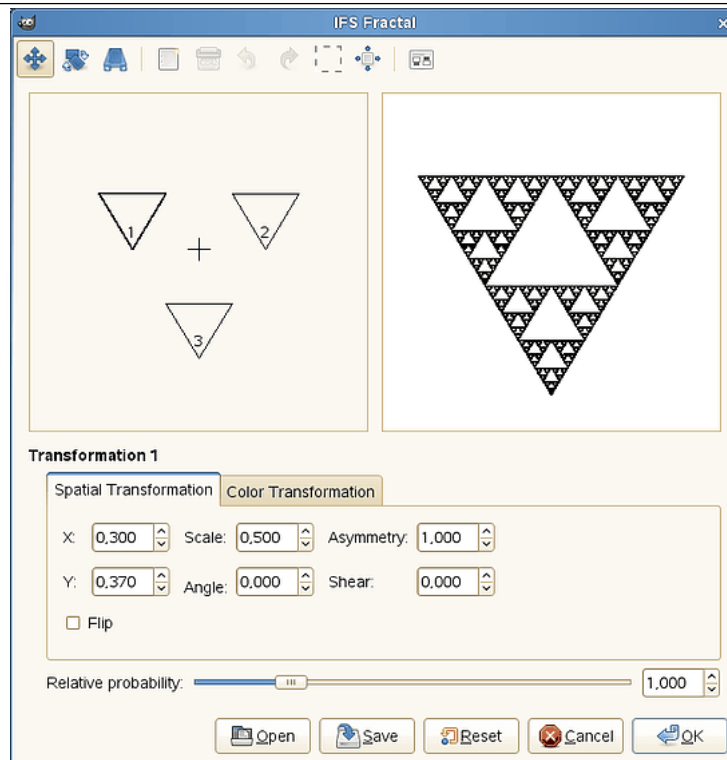 IFS Fractal
1
2
3
Transformation 1
Spatial Transformation Color Transformation
X: 0,300 Scale: 0,500 Asymmetry: 1,000
Y: 0,370 Angle: 0,000 Shear: 0,000
Flip
Relative probability: 1,000
Open Save Reset Cancel OK